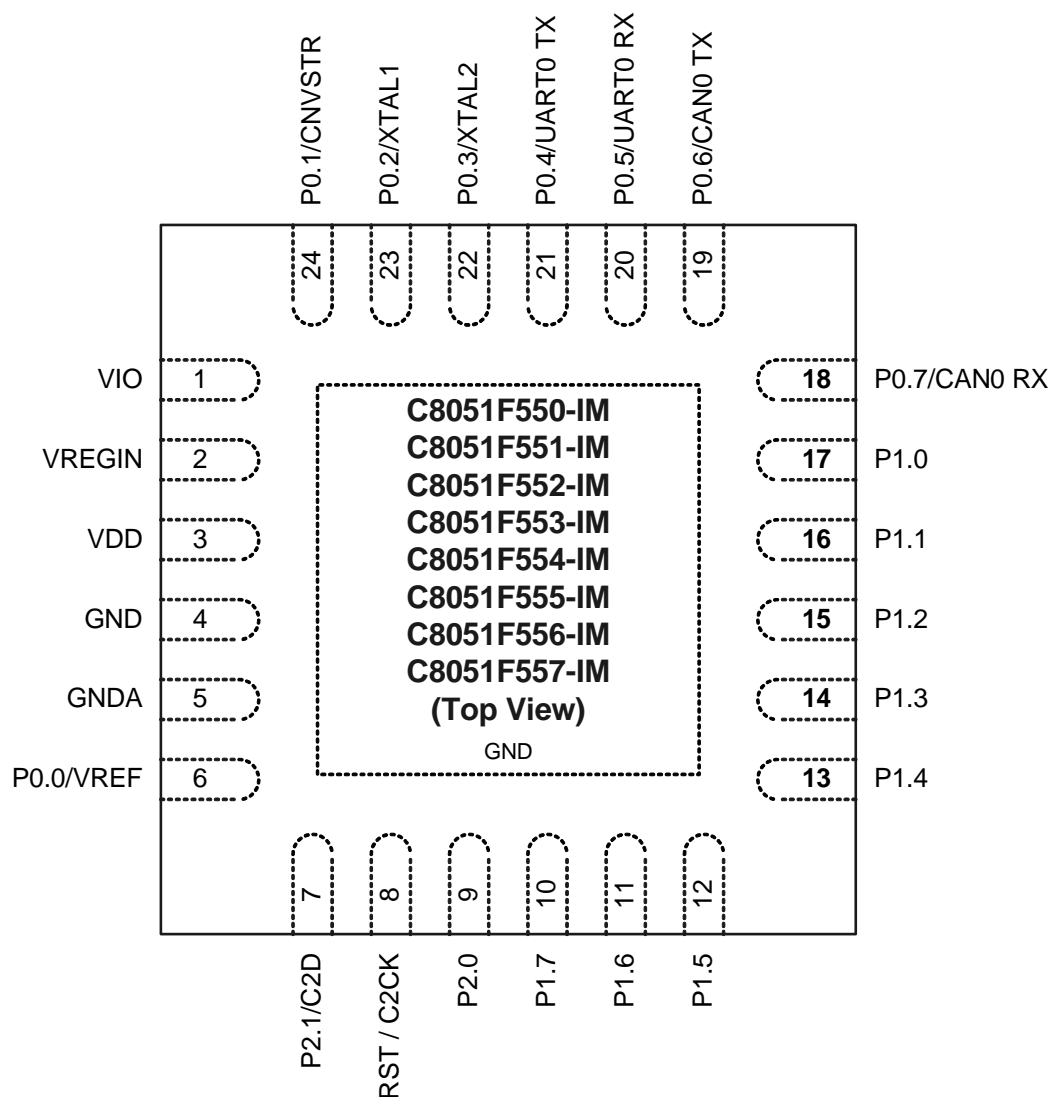 P0.1/CNVSTR
P0.2/XTAL1
P0.3/XTAL2
P0.4/UART0 TX
P0.5/UART0 RX
P0.6/CAN0 TX
24
23
22
21
20
19
VIO 1
VREGIN 2
VDD 3
GND 4
GNDA 5
P0.0/VREF 6
C8051F550-IM
C8051F551-IM
C8051F552-IM
C8051F553-IM
C8051F554-IM
C8051F555-IM
C8051F556-IM
C8051F557-IM
(Top View)
GND
18 P0.7/CAN0 RX
17 P1.0
16 P1.1
15 P1.2
14 P1.3
13 P1.4
7
8
9
10
11
12
P2.1/C2D
RST / C2CK
P2.0
P1.7
P1.6
P1.5